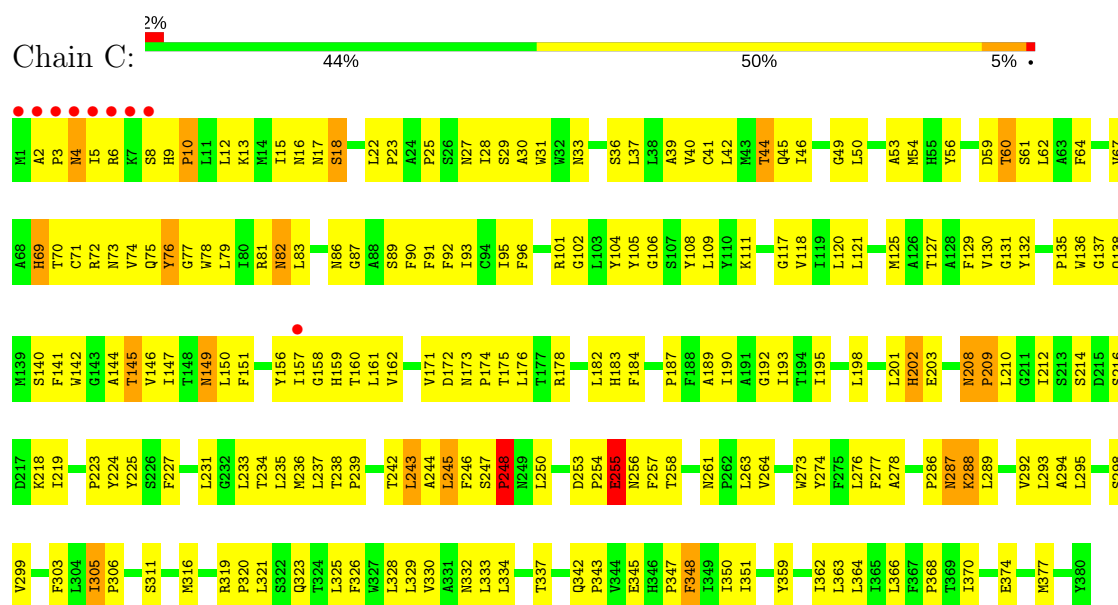 2%
Chain C:
44% 50% 5% •
M1 A2 P3 N4 I5 R6 K7 S8 H9 P10 L11 L12 K13 M14 I15 N16 N17 S18 L22 P23 A24 P25 S26 N27 I28 S29 A30 W31 W32 N33 S36 L37 L38 A39 V40 C41 L42 M43 T44 Q45 I46 G49 L50 A53 M54 H55 Y56 D59 T60 S61 L62 A63 F64 V67
A68 H69 T70 C71 R72 N73 V74 Q75 Y76 G77 W78 L79 I80 R81 N82 L83 N86 G87 A88 S89 F90 F91 F92 I93 C94 I95 F96 R101 G102 L103 Y104 Y105 G106 S107 Y108 L109 Y110 K111 G117 V118 I119 L120 L121 M125 A126 T127 A128 F129 V130 G131 Y132 P135 W136 G137 Q138
M139 S140 F141 W142 G143 A144 T145 V146 I147 T148 N149 L150 F151 Y156 I157 G158 H159 T160 L161 V162 V171 D172 N173 P174 T175 L176 T177 R178 L182 H183 F184 P187 F188 A189 I190 A191 G192 I193 T194 I195 L198 L201 H202 E203 N208 P209 L210 G211 I212 S213 S214 D215 S216
D217 K218 I219 P223 Y224 Y225 S226 F227 L231 G232 L233 T234 L235 M236 L237 T238 P239 T242 L243 A244 L245 F246 S247 P248 N249 L250 D253 P254 E255 N256 F257 T258 N261 P262 L263 V264 W273 Y274 F275 L276 F277 A278 P286 N287 K288 L289 V292 L293 A294 L295 S298
V299 F303 L304 I305 P306 S311 M316 R319 P320 L321 S322 Q323 T324 L325 F326 W327 L328 L329 V330 A331 N332 L333 L334 T337 Q342 P343 V344 E345 H346 P347 F348 I349 I350 I351 Y359 I362 L363 L364 I365 L366 F367 P368 T369 I370 E374 M377 Y380